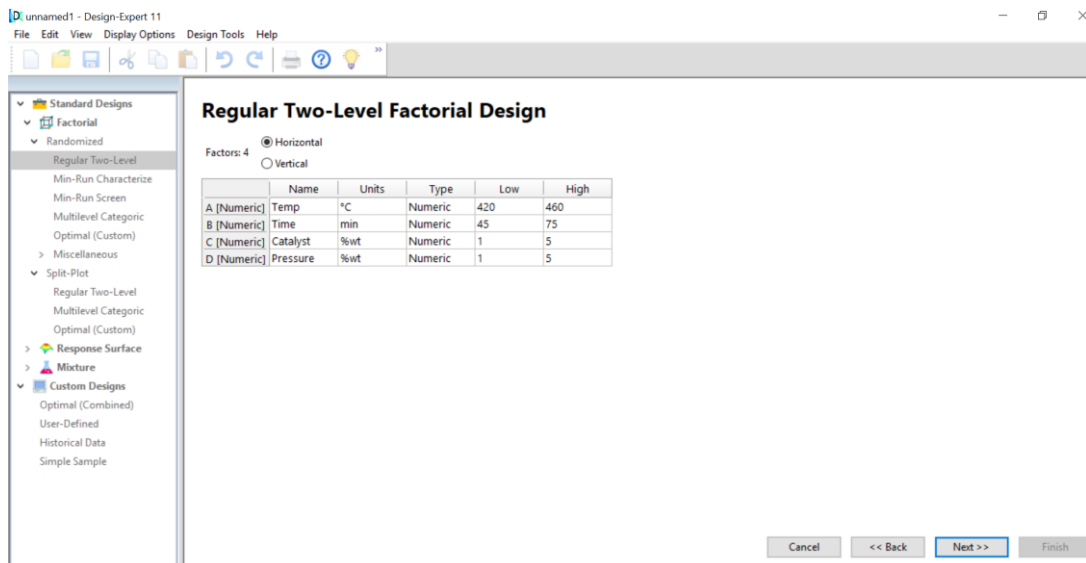 unnamed1 - Design-Expert 11
File Edit View Display Options Design Tools Help
Standard Designs
Factorial
Randomized
Regular Two-Level
Min-Run Characterize
Min-Run Screen
Multilevel Categoric
Optimal (Custom)
Miscellaneous
Split-Plot
Regular Two-Level
Multilevel Categoric
Optimal (Custom)
Response Surface
Mixture
Custom Designs
Optimal (Combined)
User-Defined
Historical Data
Simple Sample
Regular Two-Level Factorial Design
Factors: 4
Horizontal
Vertical
Name Units Type Low High
A [Numeric] Temp °C Numeric 420 460
B [Numeric] Time min Numeric 45 75
C [Numeric] Catalyst %wt Numeric 1 5
D [Numeric] Pressure %wt Numeric 1 5
Cancel << Back Next >> Finish